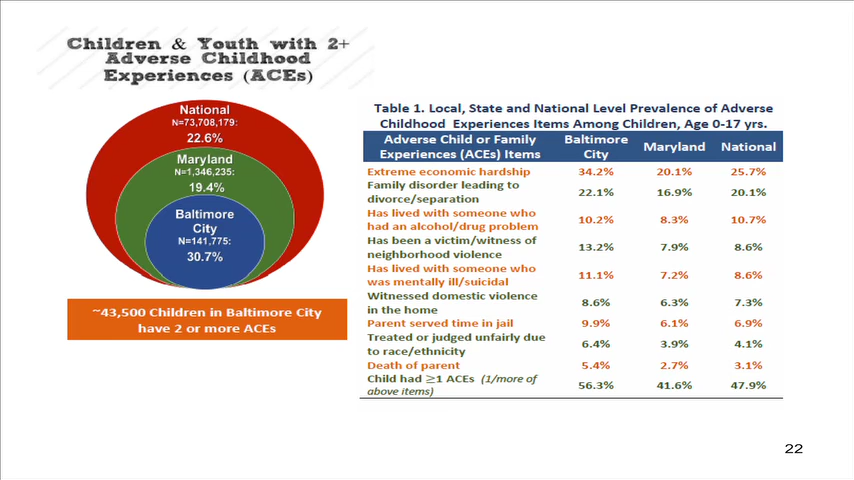 Children & Youth with 2+
Adverse Childhood
Experiences (ACEs)
National
N=73,708,179:
22.6%
Maryland
N=1,346,235:
19.4%
Baltimore
City
N=141,775:
30.7%
~43,500 Children in Baltimore City
have 2 or more ACEs
Table 1. Local, State and National Level Prevalence of Adverse
Childhood Experiences Items Among Children, Age 0-17 yrs.
Adverse Child or Family Experiences (ACEs) Items Baltimore City Maryland National
Extreme economic hardship 34.2% 20.1% 25.7%
Family disorder leading to
divorce/separation 22.1% 16.9% 20.1%
Has lived with someone who
had an alcohol/drug problem 10.2% 8.3% 10.7%
Has been a victim/witness of
neighborhood violence 13.2% 7.9% 8.6%
Has lived with someone who
was mentally ill/suicidal 11.1% 7.2% 8.6%
Witnessed domestic violence
in the home 8.6% 6.3% 7.3%
Parent served time in jail 9.9% 6.1% 6.9%
Treated or judged unfairly due
to race/ethnicity 6.4% 3.9% 4.1%
Death of parent 5.4% 2.7% 3.1%
Child had ≥1 ACEs (1/more of
above items) 56.3% 41.6% 47.9%
22